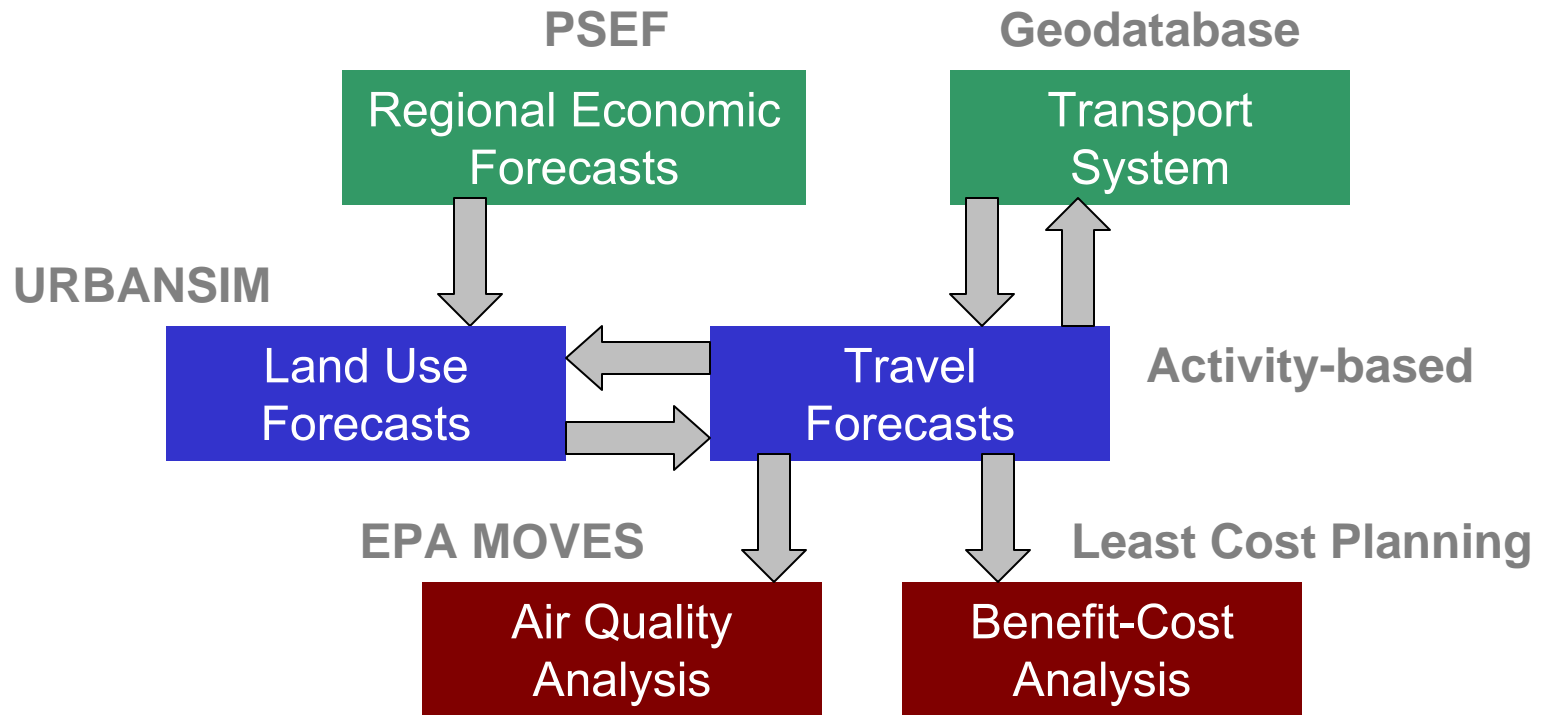 PSEF
Geodatabase
Regional Economic
Forecasts
Transport
System
URBANSIM
Land Use
Forecasts
Travel
Forecasts
Activity-based
EPA MOVES
Least Cost Planning
Air Quality
Analysis
Benefit-Cost
Analysis